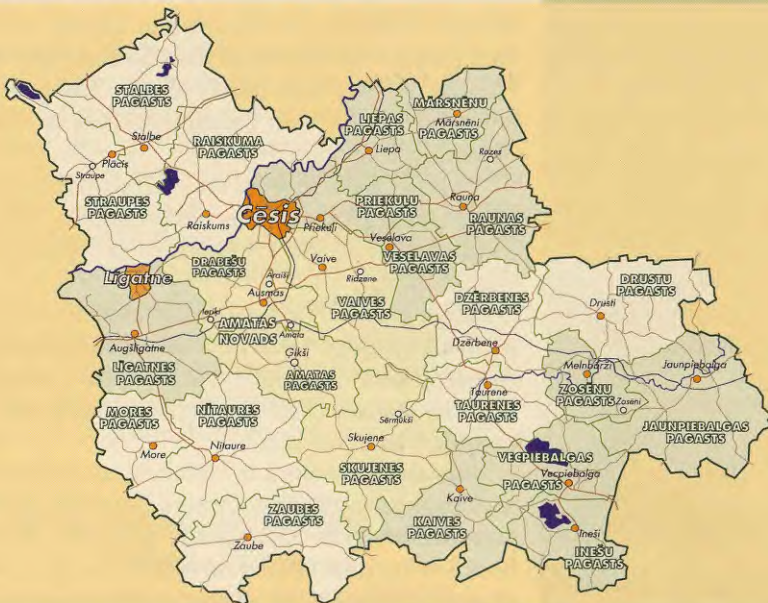 STALBES
PAGASTS
MĀRSNĒNU
PAGASTS
Mārsnēni
LIEPAS
PAGASTS
Liepa
Stalbe
RAISKUMA
PAGASTS
Rozes
Plācis
Straupe
STRAUPES
PAGASTS
Raiskums
Cēsis
Priekuļi
PRIEKUĻU
PAGASTS
Rauna
RAUNAS
PAGASTS
Veselava
VESELAVAS
PAGASTS
Līgatne
DRABEŠU
PAGASTS
Āraiši
Vaive
Rīdzene
Ausmas
VAIVES
PAGASTS
DZĒRBENES
PAGASTS
DRUSTU
PAGASTS
Drusti
Ieriķi
AMATAS
NOVADS
Amata
Augšlīgatne
Ģikši
Dzērbene
LĪGATNES
PAGASTS
AMATAS
PAGASTS
Melnbārži
Jaunpiebalga
Taurene
TAURENES
PAGASTS
ZOSĒNU
PAGASTS
Zosēni
MORES
PAGASTS
NĪTAURES
PAGASTS
Sērmūkši
JAUNPIEBALGAS
PAGASTS
More
Nītaure
Skujene
SKUJENES
PAGASTS
VECPIEBALGAS
PAGASTS
Vecpiebalga
Kaive
ZAUBES
PAGASTS
KAIVES
PAGASTS
Zaube
Ineši
INEŠU
PAGASTS